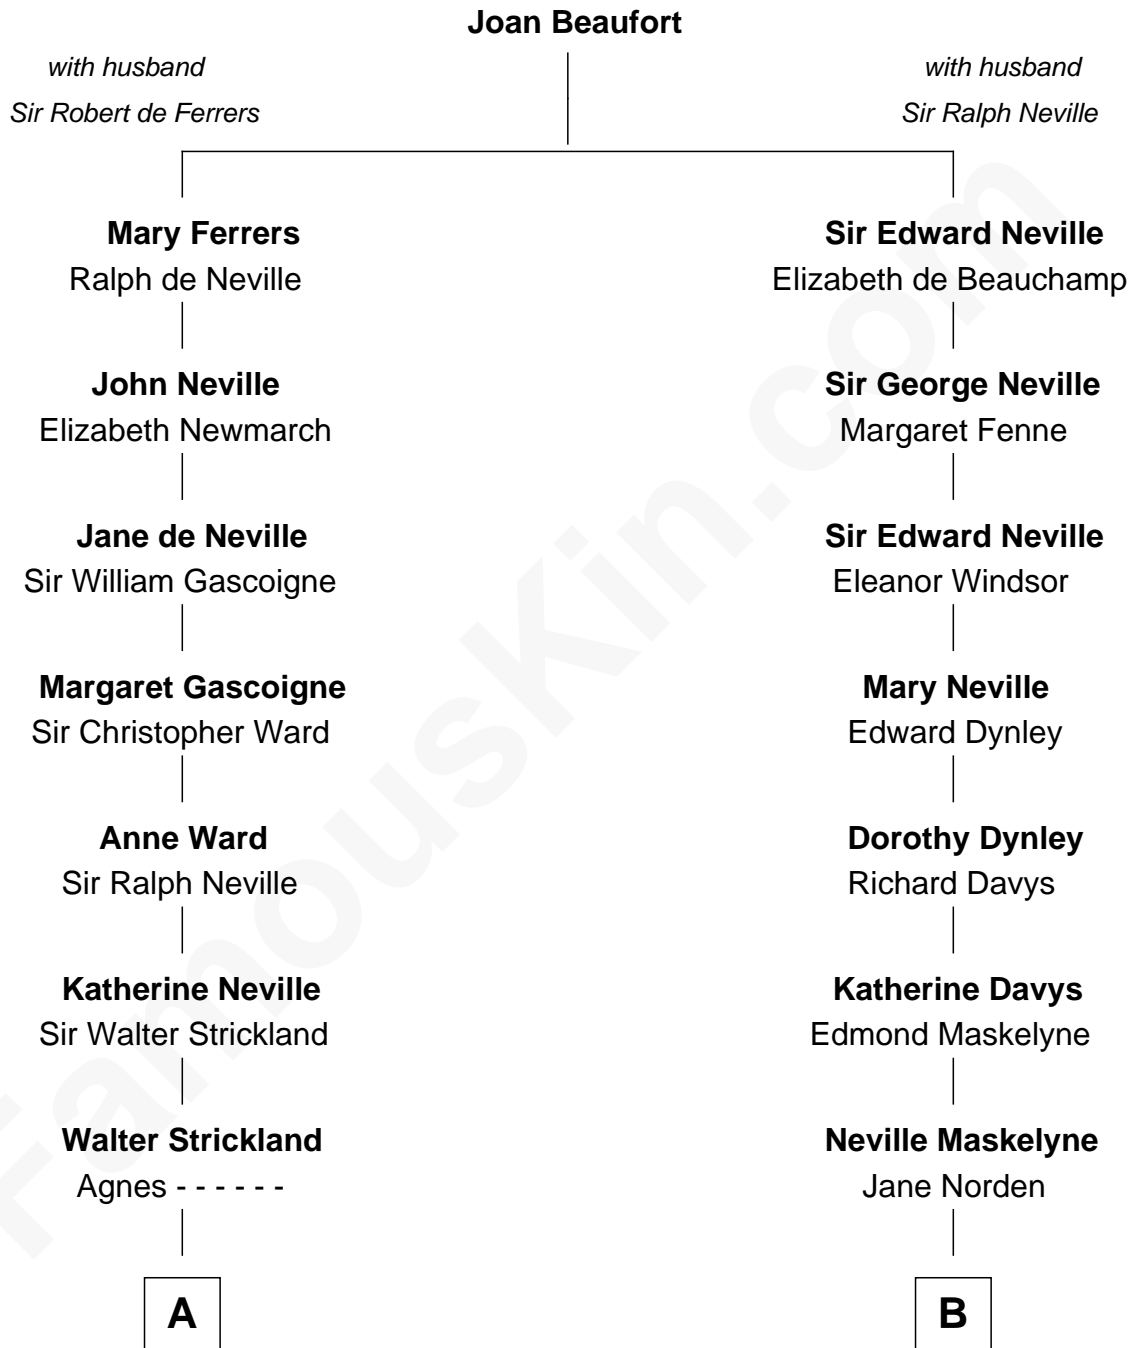 Joan Beaufort
with husband
Sir Robert de Ferrers
with husband
Sir Ralph Neville
Mary Ferrers
Ralph de Neville
Sir Edward Neville
Elizabeth de Beauchamp
John Neville
Elizabeth Newmarch
Sir George Neville
Margaret Fenne
Jane de Neville
Sir William Gascoigne
Sir Edward Neville
Eleanor Windsor
Margaret Gascoigne
Sir Christopher Ward
Mary Neville
Edward Dynley
Anne Ward
Sir Ralph Neville
Dorothy Dynley
Richard Davys
Katherine Neville
Sir Walter Strickland
Katherine Davys
Edmond Maskelyne
Walter Strickland
Agnes - - - - - -
Neville Maskelyne
Jane Norden
A
B
FamousKin.com